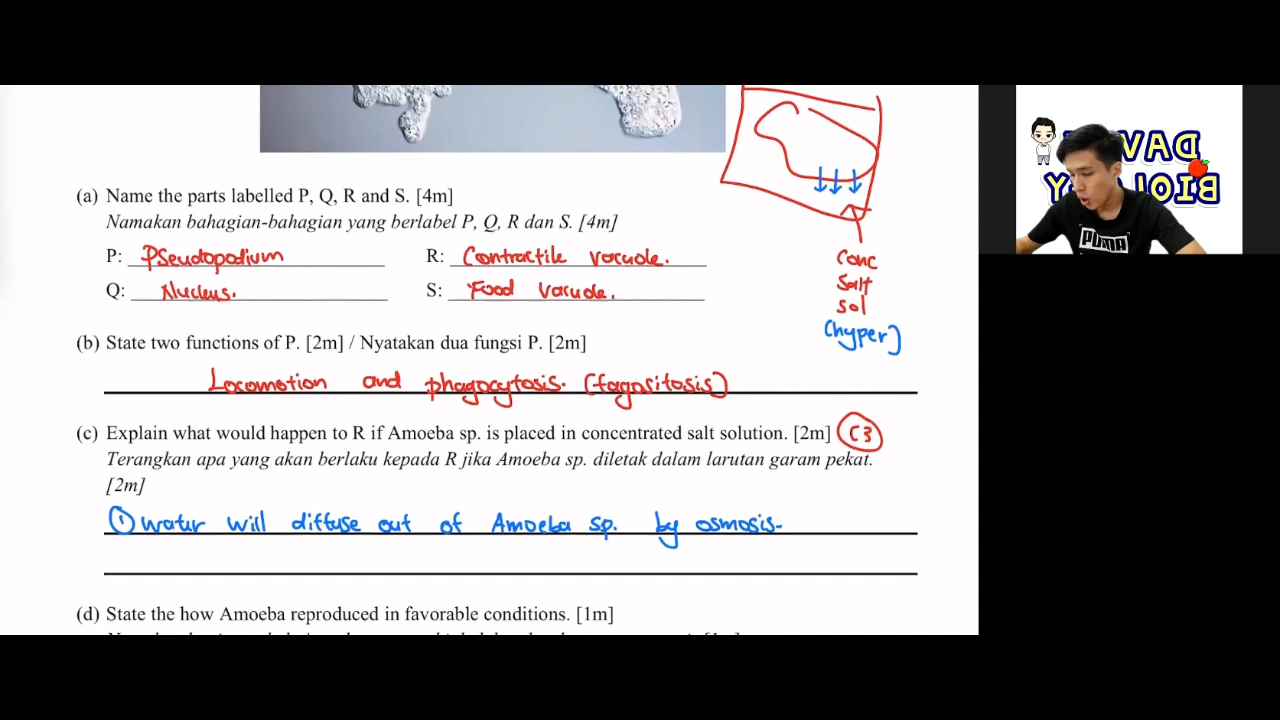 (a) Name the parts labelled P, Q, R and S. [4m]
Namakan bahagian-bahagian yang berlabel P, Q, R dan S. [4m]
P: Pseudopodium R: Contractile vacuole.
Q: Nucleus. S: Food vacuole.
conc
salt
sol
(hyper)
(b) State two functions of P. [2m] / Nyatakan dua fungsi P. [2m]
Locomotion and phagocytosis. (fagositosis)
(c) Explain what would happen to R if Amoeba sp. is placed in concentrated salt solution. [2m] C3
Terangkan apa yang akan berlaku kepada R jika Amoeba sp. diletak dalam larutan garam pekat.
[2m]
① water will diffuse out of Amoeba sp. by osmosis.
(d) State the how Amoeba reproduced in favorable conditions. [1m]
PUMA